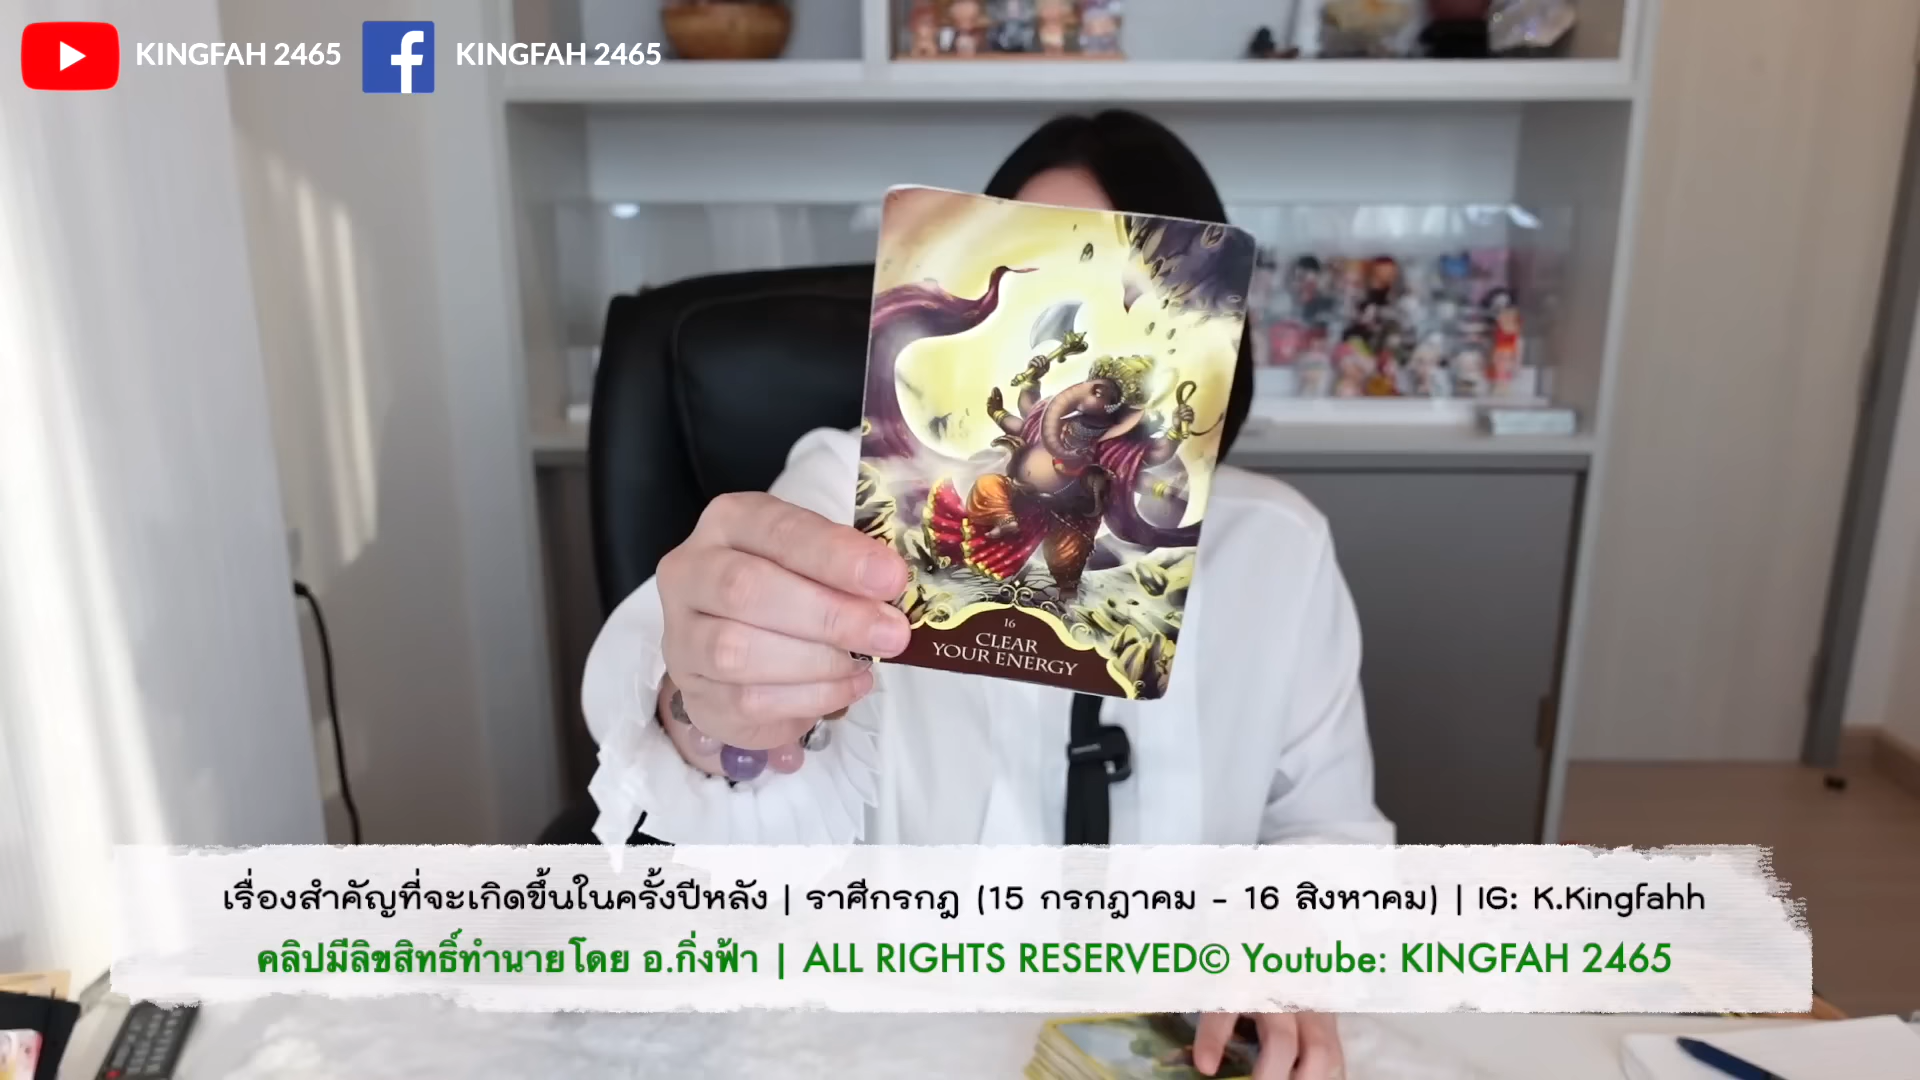 KINGFAH 2465
KINGFAH 2465
16
CLEAR
YOUR ENERGY
เรื่องสำคัญที่จะเกิดขึ้นในครั้งปีหลัง | ราศีกรกฎ (15 กรกฎาคม - 16 สิงหาคม) | IG: K.Kingfahh
คลิปมีลิขสิทธิ์ทำนายโดย อ.กิ่งฟ้า | ALL RIGHTS RESERVED© Youtube: KINGFAH 2465